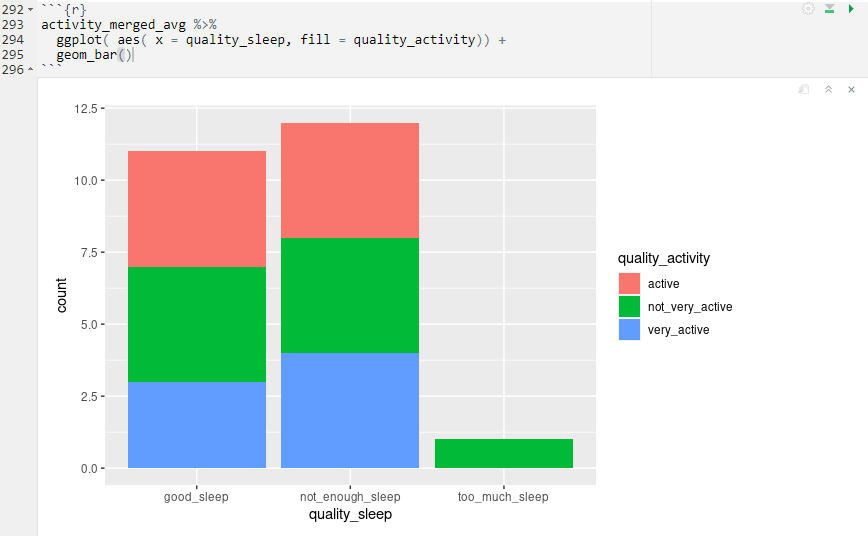 292 ```{r}
293 activity_merged_avg %>%
294   ggplot( aes( x = quality_sleep, fill = quality_activity)) +
295   geom_bar()
296 ```
12.5
10.0
7.5
5.0
2.5
0.0
count
good_sleep not_enough_sleep too_much_sleep
quality_sleep
quality_activity
active
not_very_active
very_active